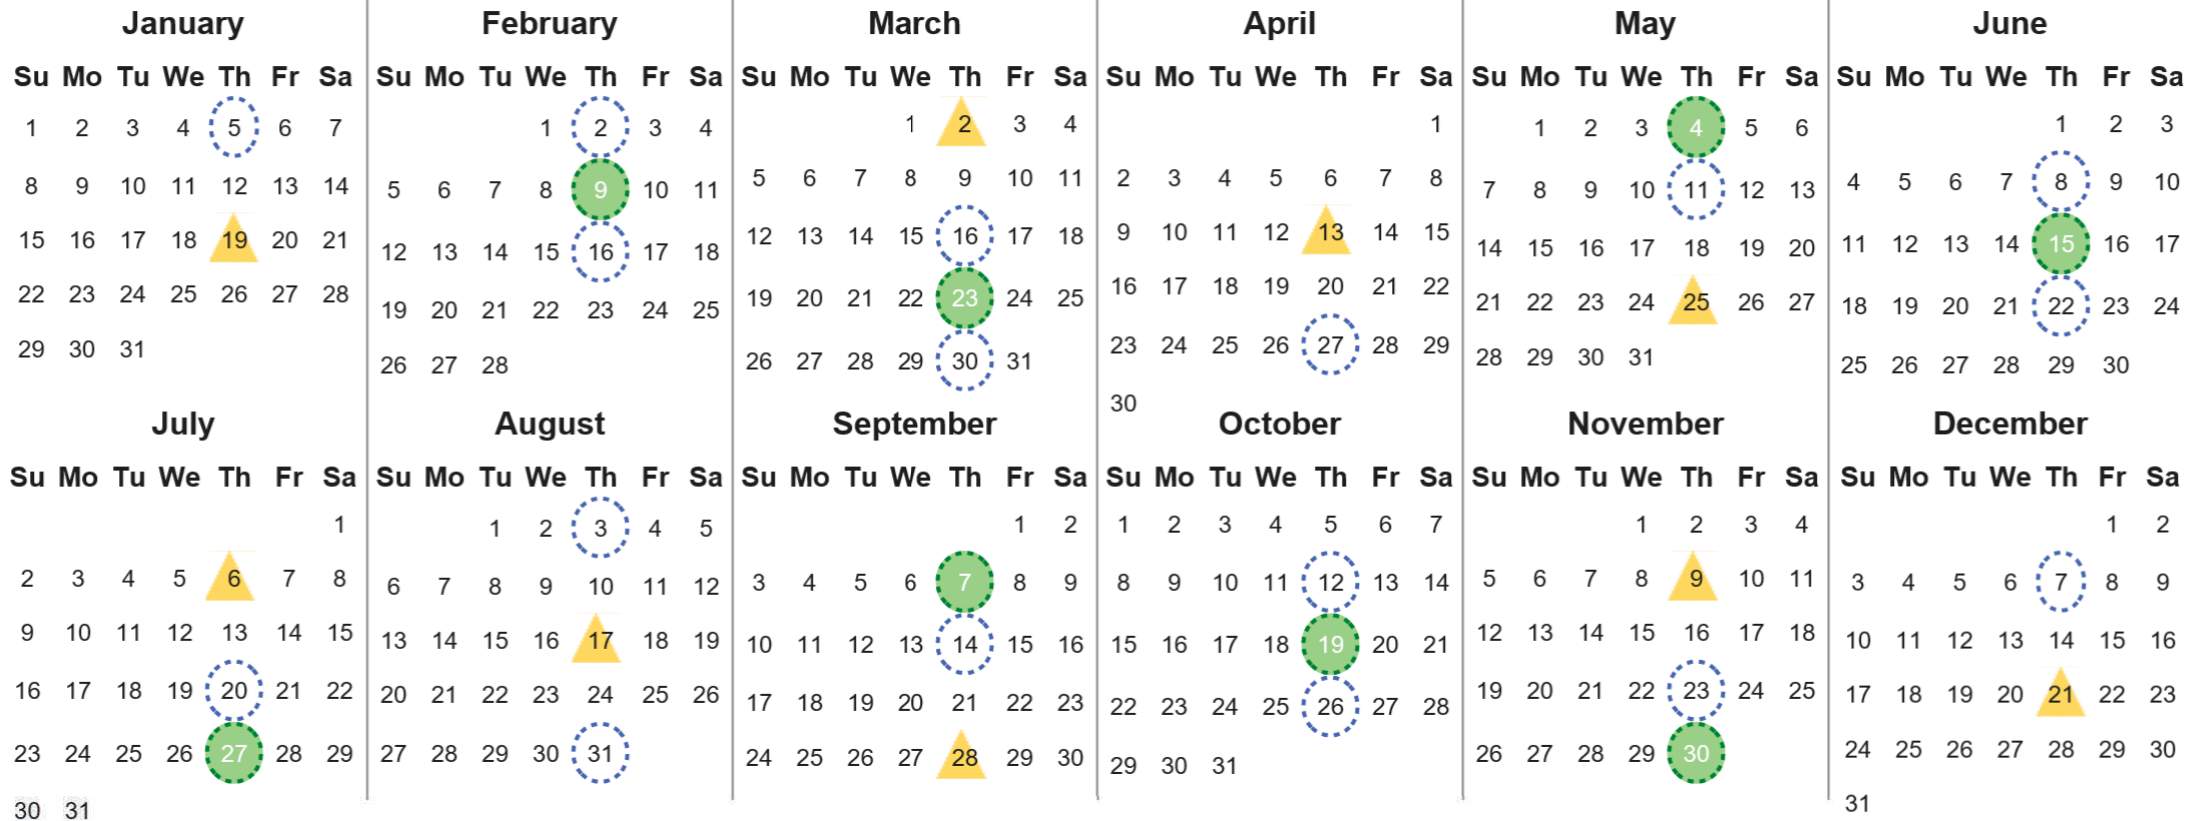 January February March April May June
Su Mo Tu We Th Fr Sa Su Mo Tu We Th Fr Sa Su Mo Tu We Th Fr Sa Su Mo Tu We Th Fr Sa Su Mo Tu We Th Fr Sa Su Mo Tu We Th Fr Sa
1 2 3 4 5 6 7 1 2 3 4 1 2 3 4 1 1 2 3 4 5 6 1 2 3
8 9 10 11 12 13 14 5 6 7 8 9 10 11 5 6 7 8 9 10 11 2 3 4 5 6 7 8 7 8 9 10 11 12 13 4 5 6 7 8 9 10
15 16 17 18 19 20 21 12 13 14 15 16 17 18 12 13 14 15 16 17 18 9 10 11 12 13 14 15 14 15 16 17 18 19 20 11 12 13 14 15 16 17
22 23 24 25 26 27 28 19 20 21 22 23 24 25 19 20 21 22 23 24 25 16 17 18 19 20 21 22 21 22 23 24 25 26 27 18 19 20 21 22 23 24
29 30 31 26 27 28 26 27 28 29 30 31 23 24 25 26 27 28 29 28 29 30 31 25 26 27 28 29 30
30
July August September October November December
Su Mo Tu We Th Fr Sa Su Mo Tu We Th Fr Sa Su Mo Tu We Th Fr Sa Su Mo Tu We Th Fr Sa Su Mo Tu We Th Fr Sa Su Mo Tu We Th Fr Sa
1 1 2 3 4 5 1 2 1 2 3 4 5 6 7 1 2 3 4 1 2
2 3 4 5 6 7 8 6 7 8 9 10 11 12 3 4 5 6 7 8 9 8 9 10 11 12 13 14 5 6 7 8 9 10 11 3 4 5 6 7 8 9
9 10 11 12 13 14 15 13 14 15 16 17 18 19 10 11 12 13 14 15 16 15 16 17 18 19 20 21 12 13 14 15 16 17 18 10 11 12 13 14 15 16
16 17 18 19 20 21 22 20 21 22 23 24 25 26 17 18 19 20 21 22 23 22 23 24 25 26 27 28 19 20 21 22 23 24 25 17 18 19 20 21 22 23
23 24 25 26 27 28 29 27 28 29 30 31 24 25 26 27 28 29 30 29 30 31 26 27 28 29 30 24 25 26 27 28 29 30
30 31 31